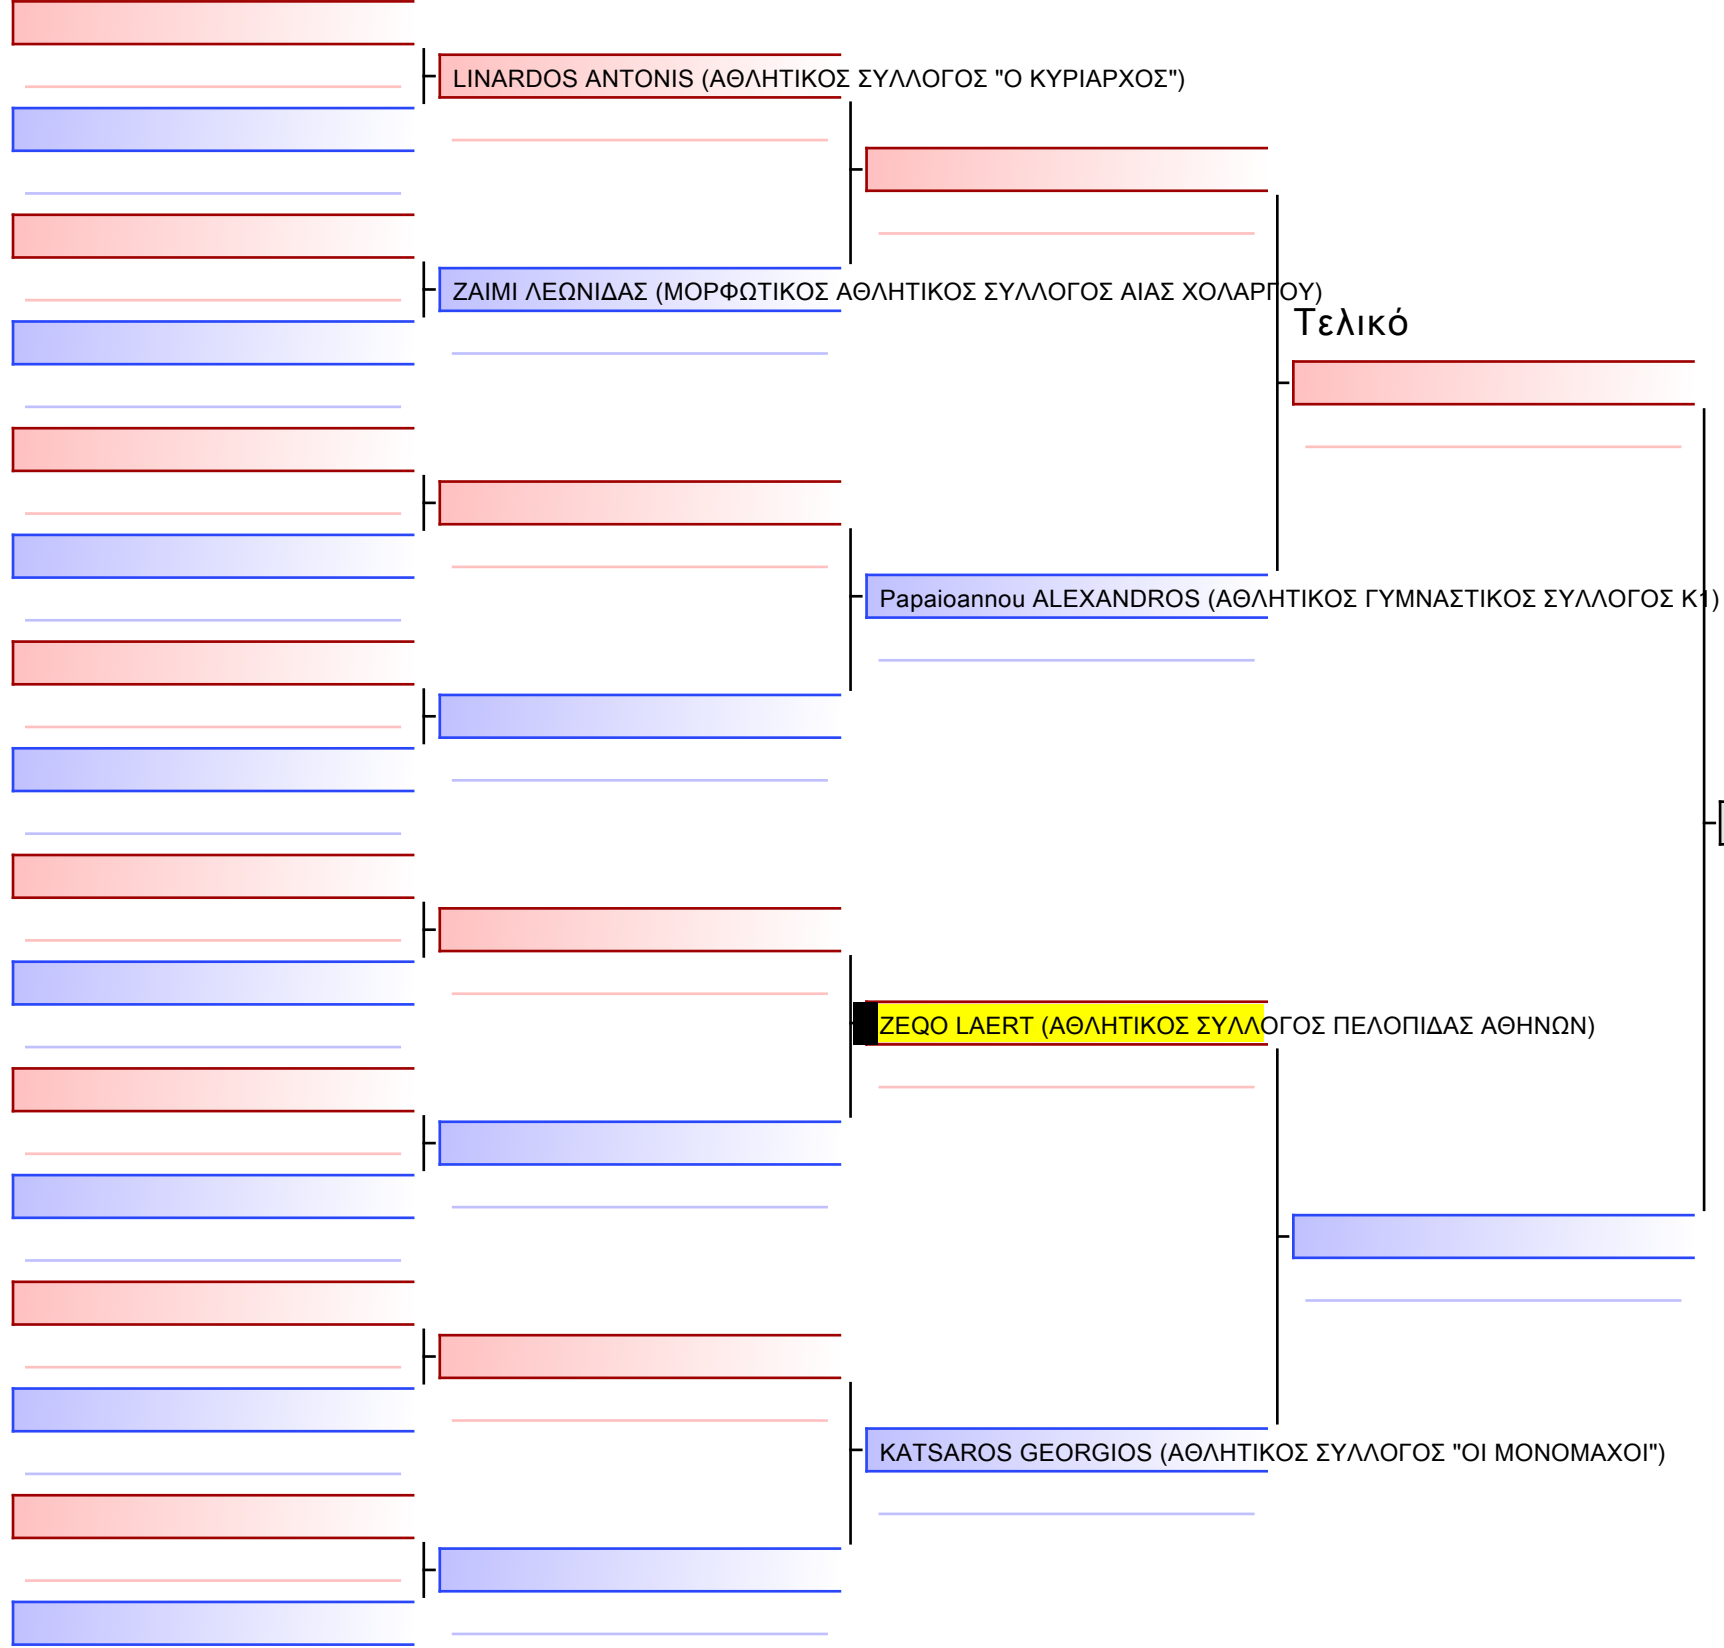 LINARDOS ANTONIS (ΑΘΛΗΤΙΚΟΣ ΣΥΛΛΟΓΟΣ "Ο ΚΥΡΙΑΡΧΟΣ")
ΖΑΙΜΙ ΛΕΩΝΙΔΑΣ (ΜΟΡΦΩΤΙΚΟΣ ΑΘΛΗΤΙΚΟΣ ΣΥΛΛΟΓΟΣ ΑΙΑΣ ΧΟΛΑΡΓΟΥ)
Τελικό
Papaioannou ALEXANDROS (ΑΘΛΗΤΙΚΟΣ ΓΥΜΝΑΣΤΙΚΟΣ ΣΥΛΛΟΓΟΣ Κ1)
ZEQO LAERT (ΑΘΛΗΤΙΚΟΣ ΣΥΛΛΟΓΟΣ ΠΕΛΟΠΙΔΑΣ ΑΘΗΝΩΝ)
KATSAROS GEORGIOS (ΑΘΛΗΤΙΚΟΣ ΣΥΛΛΟΓΟΣ "ΟΙ ΜΟΝΟΜΑΧΟΙ")